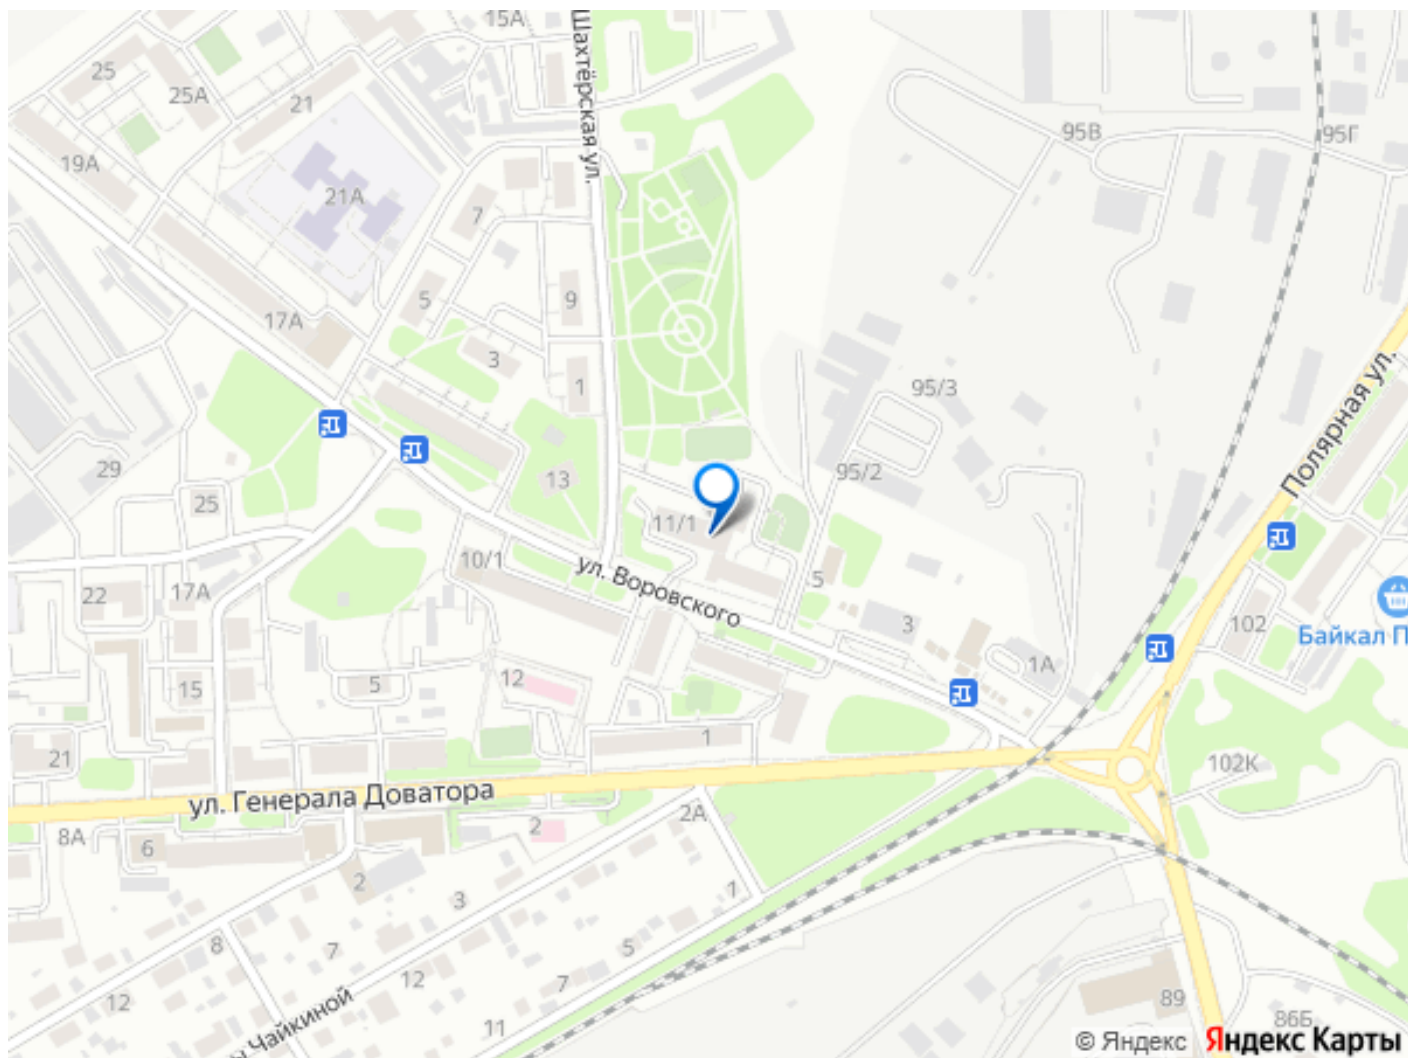 15А
Шахтёрская ул.
25
25А
21
95В
95Г
19А
21А
7
5
9
17А
3
1
95/3
Полярная ул.
29
13
95/2
25
11/1
10/1
ул. Воровского
5
22
17А
3
102
Байкал П
1А
12
15
5
21
1
102К
ул. Генерала Доватора
8А
6
2
2А
2
3
1
8
7
5
12
12
7
ы Чайкиной
11
89
86Б
© Яндекс
Яндекс Карты